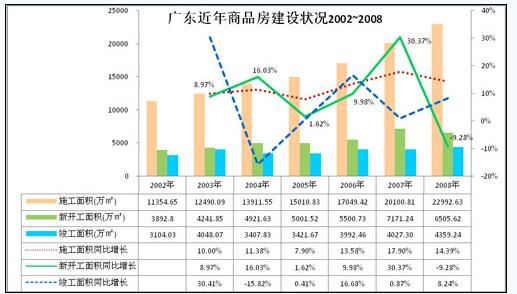 广东近年商品房建设状况2002~2008
25000
20000
15000
10000
5000
0
40%
30%
20%
10%
0%
-10%
-20%
8.97%
16.03%
1.62%
9.98%
30.37%
-9.28%
2002年 2003年 2004年 2005年 2006年 2007年 2008年
施工面积(万㎡) 11354.65 12490.09 13911.55 15010.83 17049.42 20100.81 22992.63
新开工面积(万㎡) 3892.8 4241.85 4921.63 5001.52 5500.73 7171.24 6505.62
竣工面积(万㎡) 3104.03 4048.07 3407.83 3421.67 3992.46 4027.30 4359.24
施工面积同比增长 10.00% 11.38% 7.90% 13.58% 17.90% 14.39%
新开工面积同比增长 8.97% 16.03% 1.62% 9.98% 30.37% -9.28%
竣工面积同比增长 30.41% -15.82% 0.41% 16.68% 0.87% 8.24%